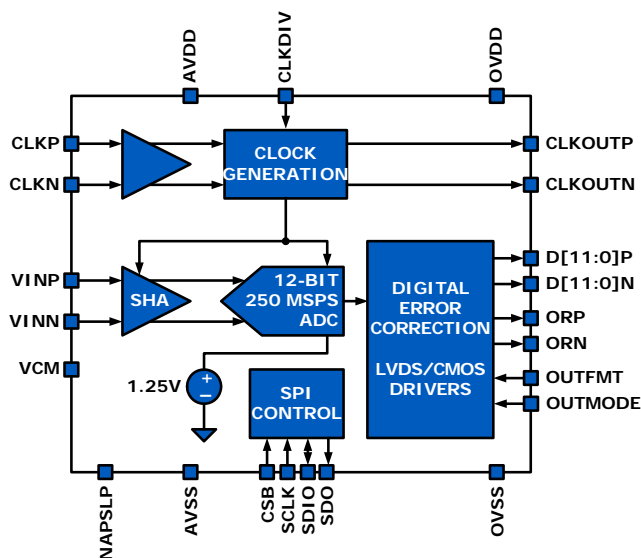 AVDD
CLKDIV
OVDD
CLKP
CLKN
CLOCK
GENERATION
CLKOUTP
CLKOUTN
VINP
VINN
VCM
SHA
12-BIT
250 MSPS
ADC
1.25V
+
−
DIGITAL
ERROR
CORRECTION
LVDS/CMOS
DRIVERS
D[11:0]P
D[11:0]N
ORP
ORN
OUTFMT
OUTMODE
SPI
CONTROL
NAPSLP
AVSS
CSB
SCLK
SDIO
SDO
OVSS